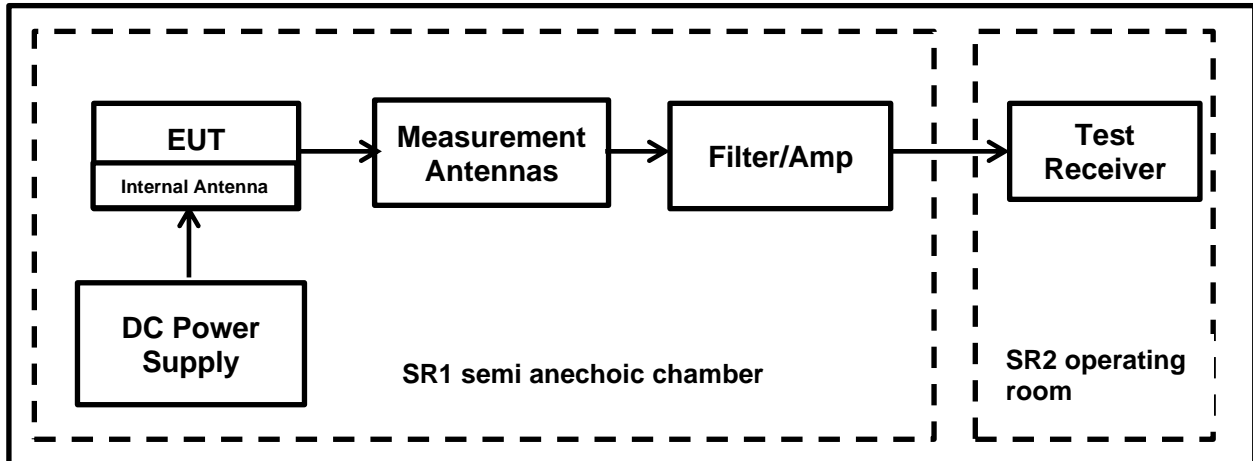 EUT
Internal Antenna
Measurement
Antennas
Filter/Amp
Test
Receiver
DC Power
Supply
SR1 semi anechoic chamber
SR2 operating
room